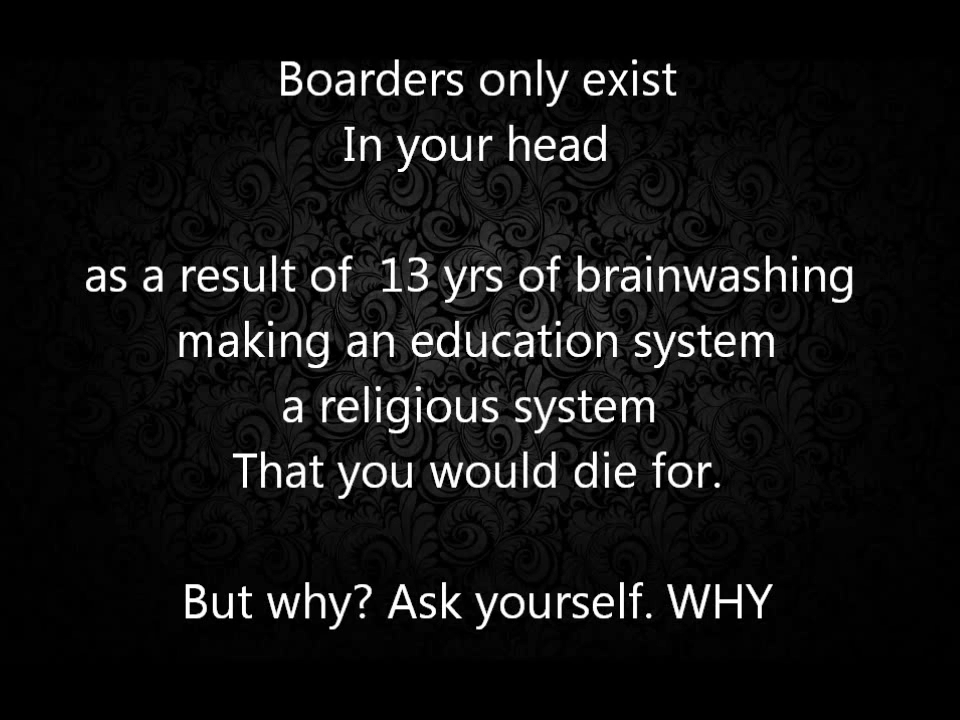 Boarders only exist
In your head
as a result of  13 yrs of brainwashing
making an education system
a religious system
That you would die for.
But why? Ask yourself. WHY